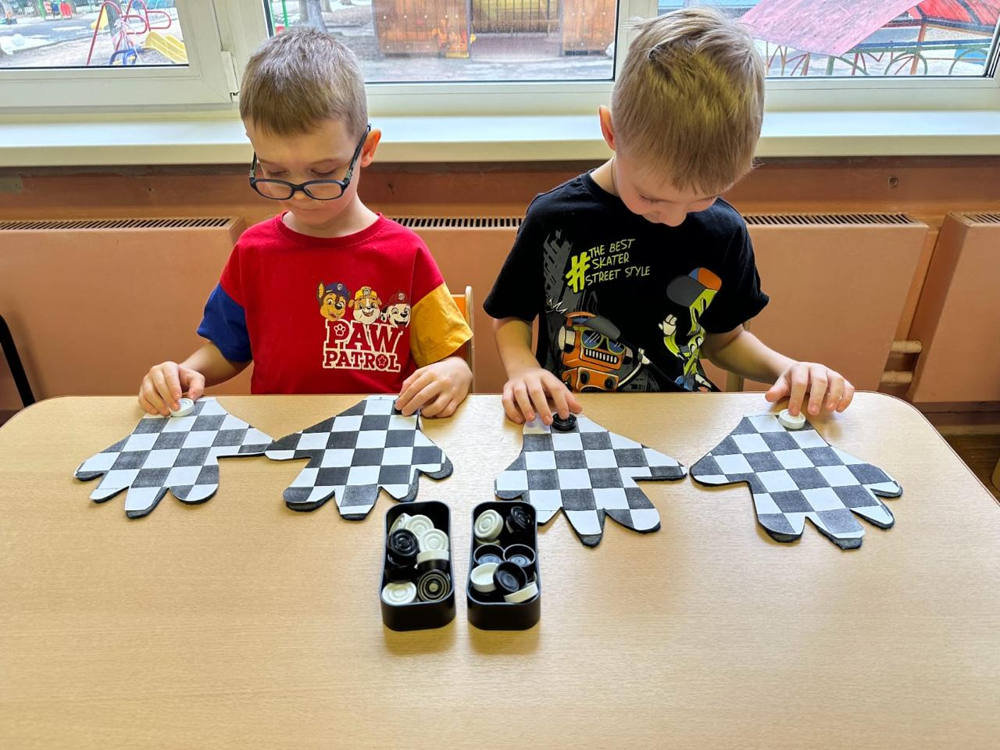 PAW
PATROL
#THE BEST
SKATER
STREET STYLE